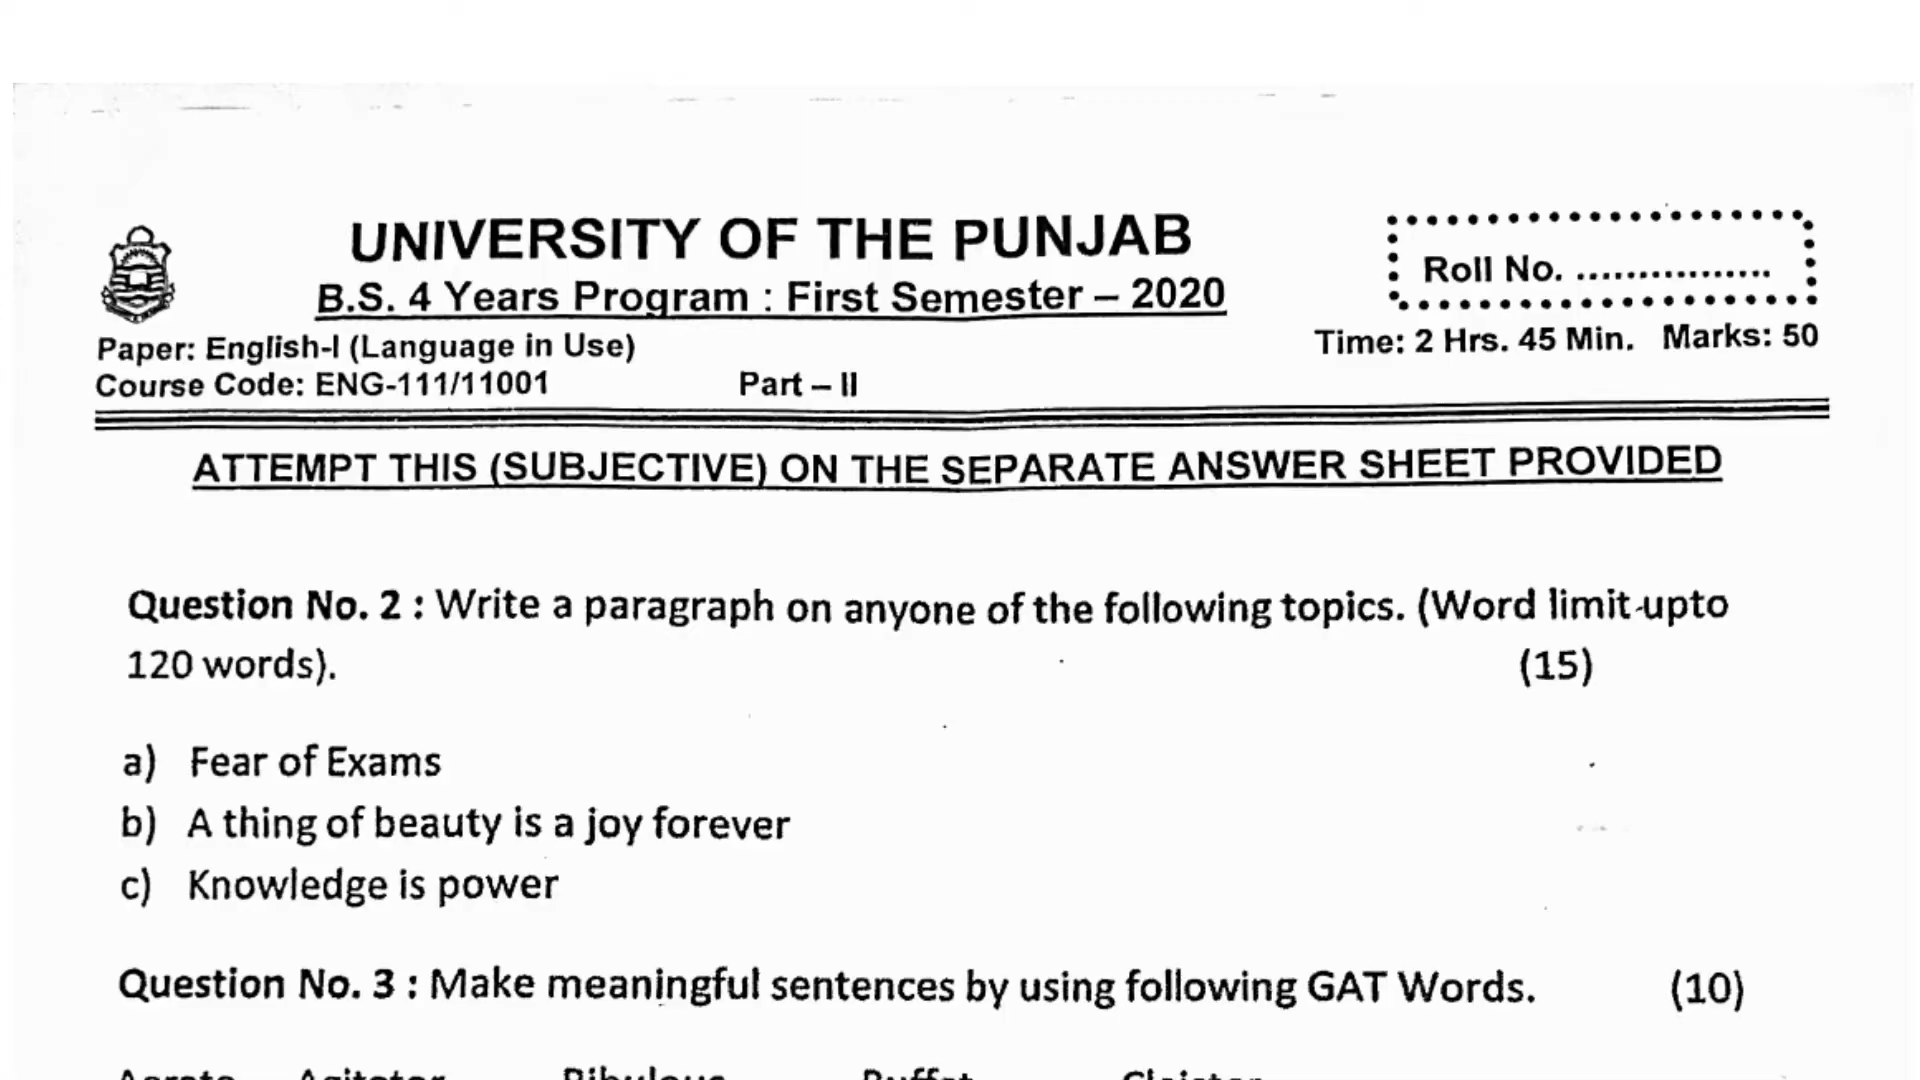 UNIVERSITY OF THE PUNJAB
B.S. 4 Years Program : First Semester – 2020
Roll No. ................
Paper: English-I (Language in Use)
Time: 2 Hrs. 45 Min. Marks: 50
Course Code: ENG-111/11001 Part – II
ATTEMPT THIS (SUBJECTIVE) ON THE SEPARATE ANSWER SHEET PROVIDED
Question No. 2 : Write a paragraph on anyone of the following topics. (Word limit-upto
120 words). (15)
a) Fear of Exams
b) A thing of beauty is a joy forever
c) Knowledge is power
Question No. 3 : Make meaningful sentences by using following GAT Words. (10)